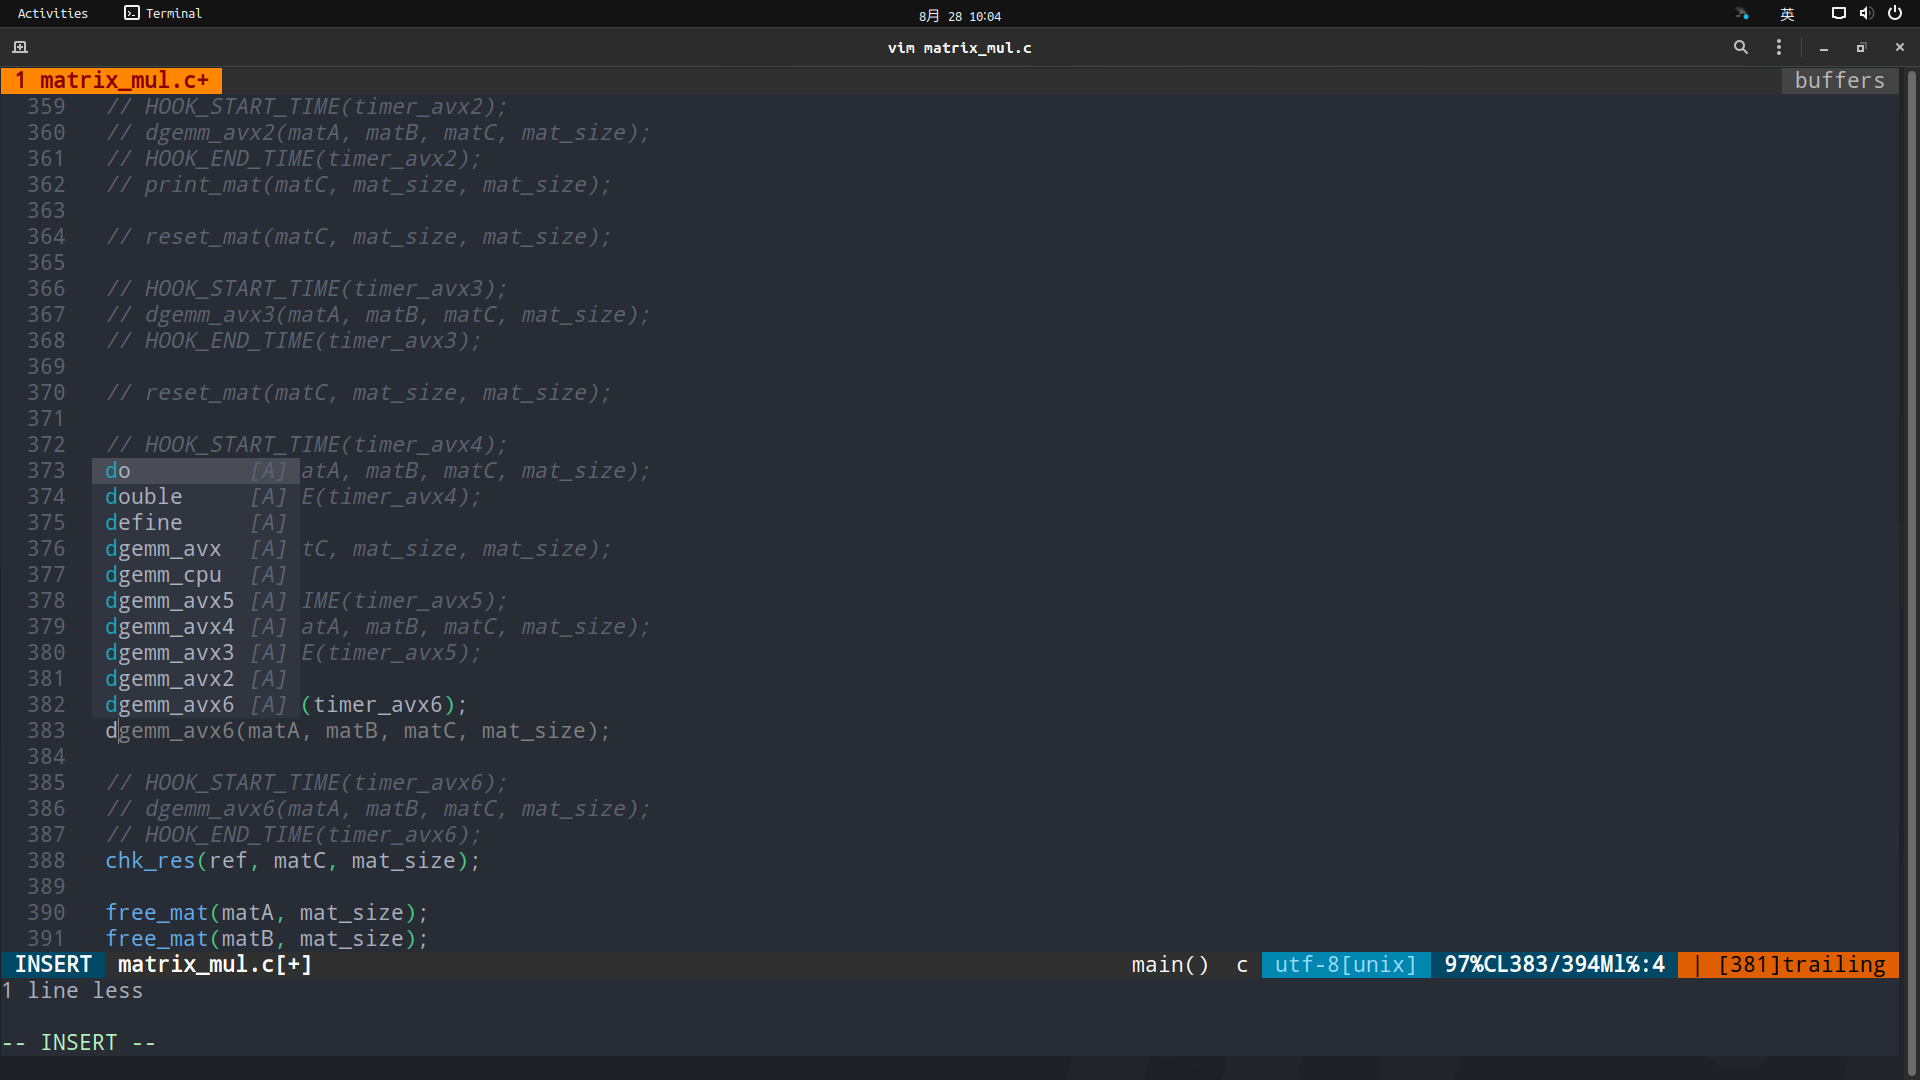 Activities Terminal 8月 28 10:04 英
vim matrix_mul.c
1 matrix_mul.c+ buffers
359 // HOOK_START_TIME(timer_avx2);
360 // dgemm_avx2(matA, matB, matC, mat_size);
361 // HOOK_END_TIME(timer_avx2);
362 // print_mat(matC, mat_size, mat_size);
363
364 // reset_mat(matC, mat_size, mat_size);
365
366 // HOOK_START_TIME(timer_avx3);
367 // dgemm_avx3(matA, matB, matC, mat_size);
368 // HOOK_END_TIME(timer_avx3);
369
370 // reset_mat(matC, mat_size, mat_size);
371
372 // HOOK_START_TIME(timer_avx4);
373 do [A] atA, matB, matC, mat_size);
374 double [A] E(timer_avx4);
375 define [A]
376 dgemm_avx [A] tC, mat_size, mat_size);
377 dgemm_cpu [A]
378 dgemm_avx5 [A] IME(timer_avx5);
379 dgemm_avx4 [A] atA, matB, matC, mat_size);
380 dgemm_avx3 [A] E(timer_avx5);
381 dgemm_avx2 [A]
382 dgemm_avx6 [A] (timer_avx6);
383 dgemm_avx6(matA, matB, matC, mat_size);
384
385 // HOOK_START_TIME(timer_avx6);
386 // dgemm_avx6(matA, matB, matC, mat_size);
387 // HOOK_END_TIME(timer_avx6);
388 chk_res(ref, matC, mat_size);
389
390 free_mat(matA, mat_size);
391 free_mat(matB, mat_size);
INSERT matrix_mul.c[+] main() c utf-8[unix] 97%㏑383/394㏑℅:4 | [381]trailing
1 line less
-- INSERT --